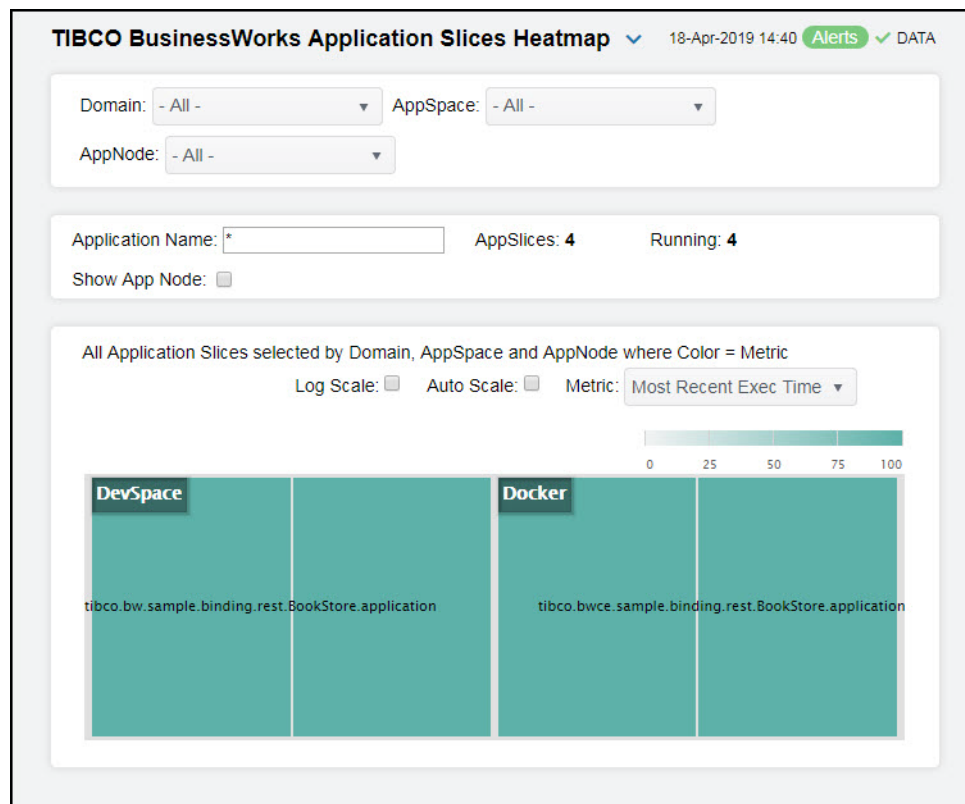 TIBCO BusinessWorks Application Slices Heatmap 18-Apr-2019 14:40 Alerts DATA
Domain: - All - AppSpace: - All -
AppNode: - All -
Application Name: * AppSlices: 4 Running: 4
Show App Node:
All Application Slices selected by Domain, AppSpace and AppNode where Color = Metric
Log Scale: Auto Scale: Metric: Most Recent Exec Time
0 25 50 75 100
DevSpace Docker
tibco.bw.sample.binding.rest.BookStore.application tibco.bwce.sample.binding.rest.BookStore.application